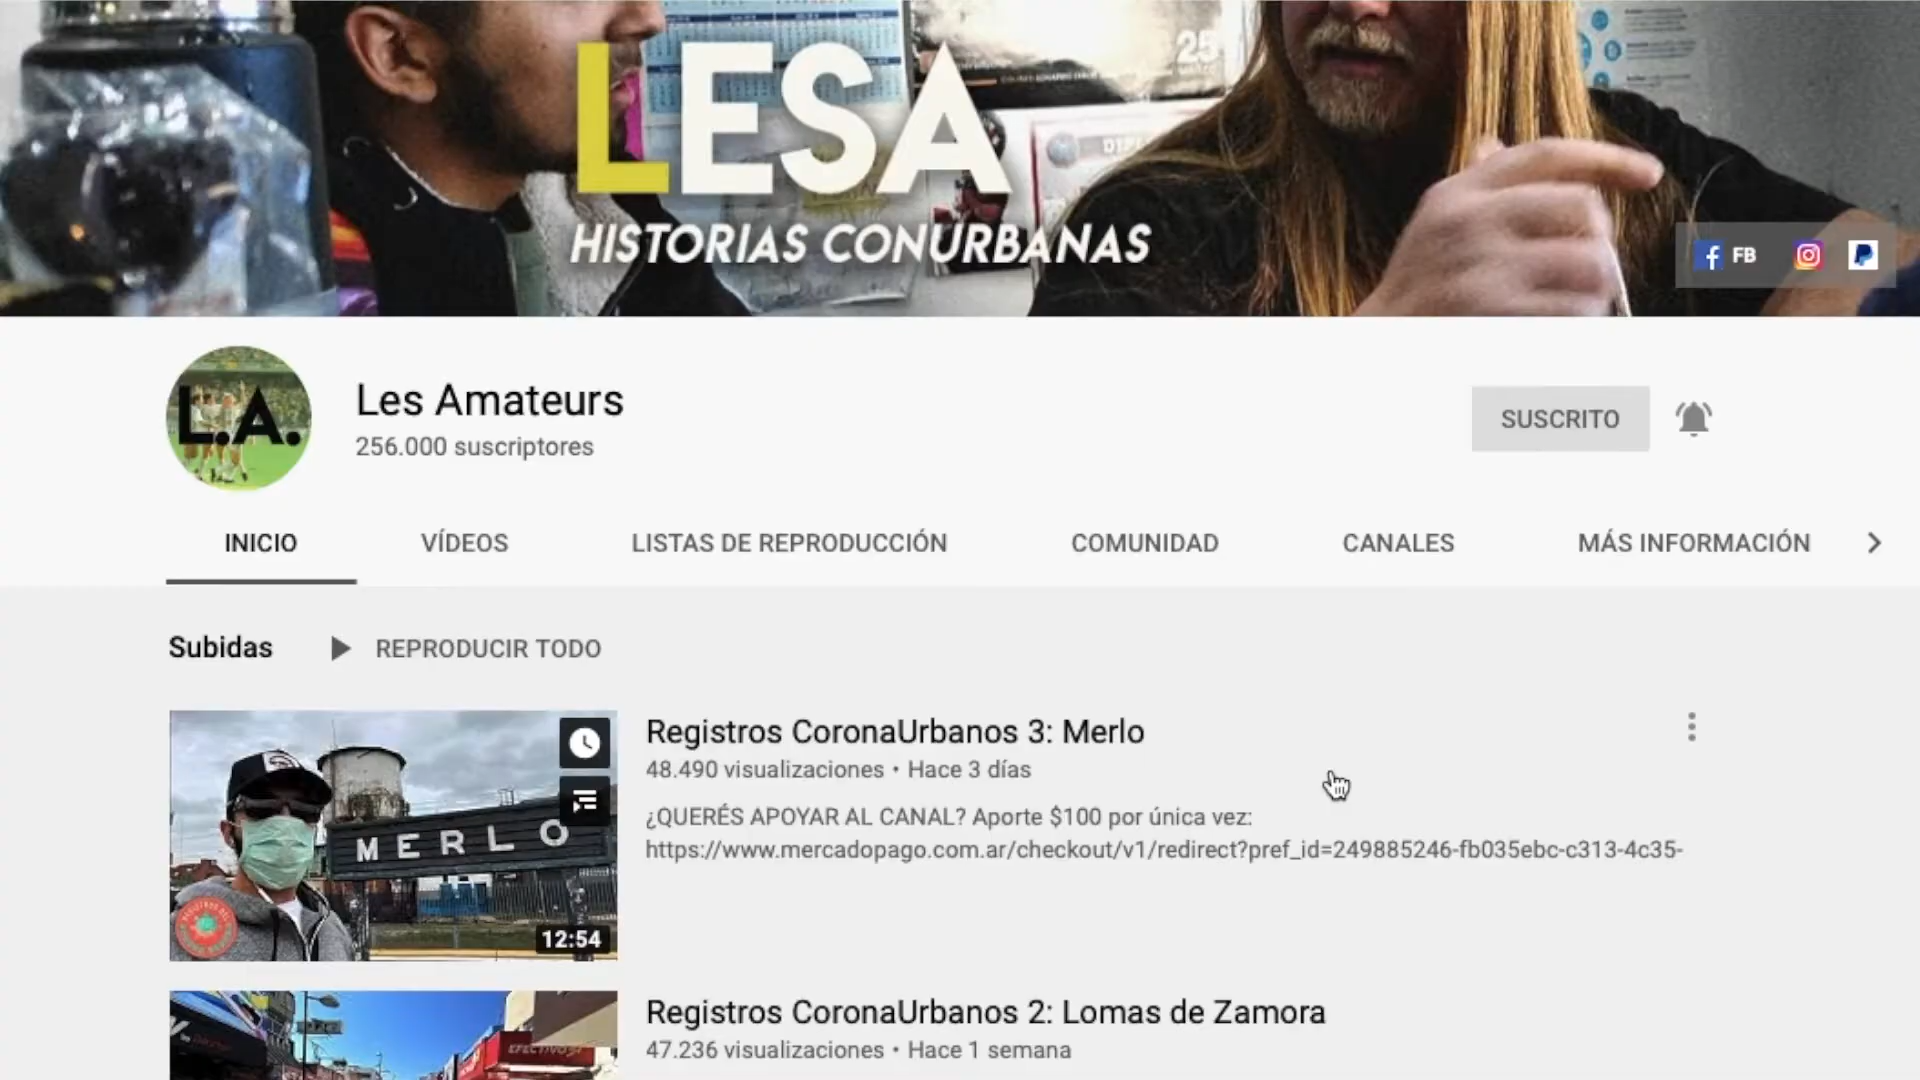 25
LESA
HISTORIAS CONURBANAS
FB
L.A.
Les Amateurs
256.000 suscriptores
SUSCRITO
INICIO
VÍDEOS
LISTAS DE REPRODUCCIÓN
COMUNIDAD
CANALES
MÁS INFORMACIÓN
Subidas
REPRODUCIR TODO
MERLO
12:54
Registros CoronaUrbanos 3: Merlo
48.490 visualizaciones • Hace 3 días
¿QUERÉS APOYAR AL CANAL? Aporte $100 por única vez:
https://www.mercadopago.com.ar/checkout/v1/redirect?pref_id=249885246-fb035ebc-c313-4c35-
Registros CoronaUrbanos 2: Lomas de Zamora
47.236 visualizaciones • Hace 1 semana